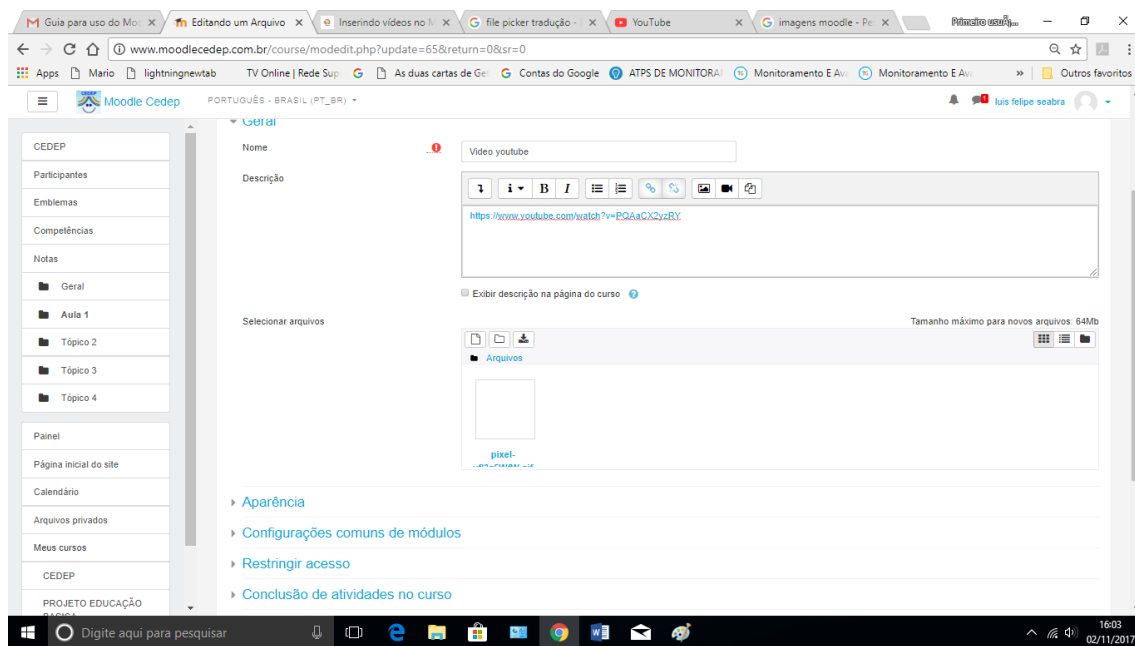 Guia para uso do Mo
Editando um Arquivo
Inserindo vídeos no M
file picker tradução -
YouTube
imagens moodle - Pe
www.moodlecedep.com.br/course/modedit.php?update=65&return=0&sr=0
Apps Mario lightningnewtab TV Online | Rede Sup As duas cartas de Get Contas do Google ATPS DE MONITORA Monitoramento E Ava Monitoramento E Ava » Outros favoritos
Moodle Cedep PORTUGUÊS - BRASIL (PT_BR) luis felipe seabra
Geral
CEDEP
Participantes
Emblemas
Competências
Notas
Geral
Aula 1
Tópico 2
Tópico 3
Tópico 4
Painel
Página inicial do site
Calendário
Arquivos privados
Meus cursos
CEDEP
PROJETO EDUCAÇÃO
Nome
Video youtube
Descrição
https://www.youtube.com/watch?v=PQAaCX2yzRY
Exibir descrição na página do curso
Selecionar arquivos
Tamanho máximo para novos arquivos: 64Mb
Arquivos
pixel-
Aparência
Configurações comuns de módulos
Restringir acesso
Conclusão de atividades no curso
Digite aqui para pesquisar
16:03
02/11/2017